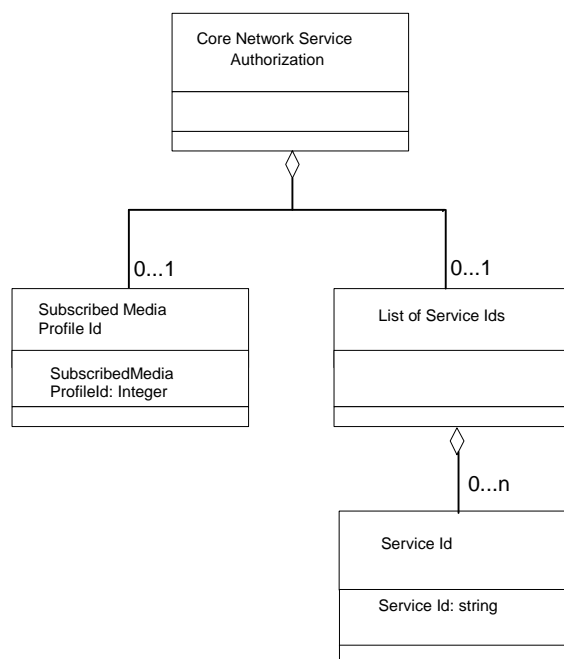 Core Network Service
Authorization
0...1
0...1
Subscribed Media
Profile Id
List of Service Ids
SubscribedMedia
ProfileId: Integer
0...n
Service Id
Service Id: string